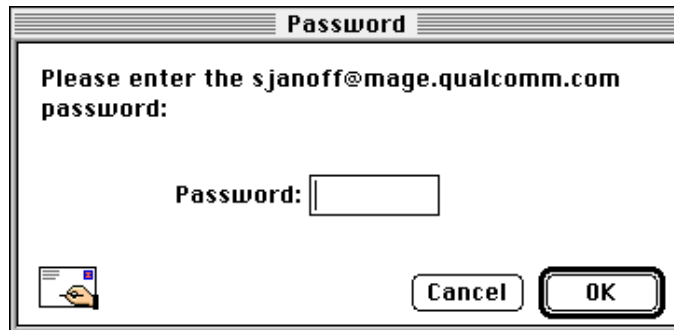 Password
Please enter the sjanoff@mage.qualcomm.com
password:
Password:
Cancel OK